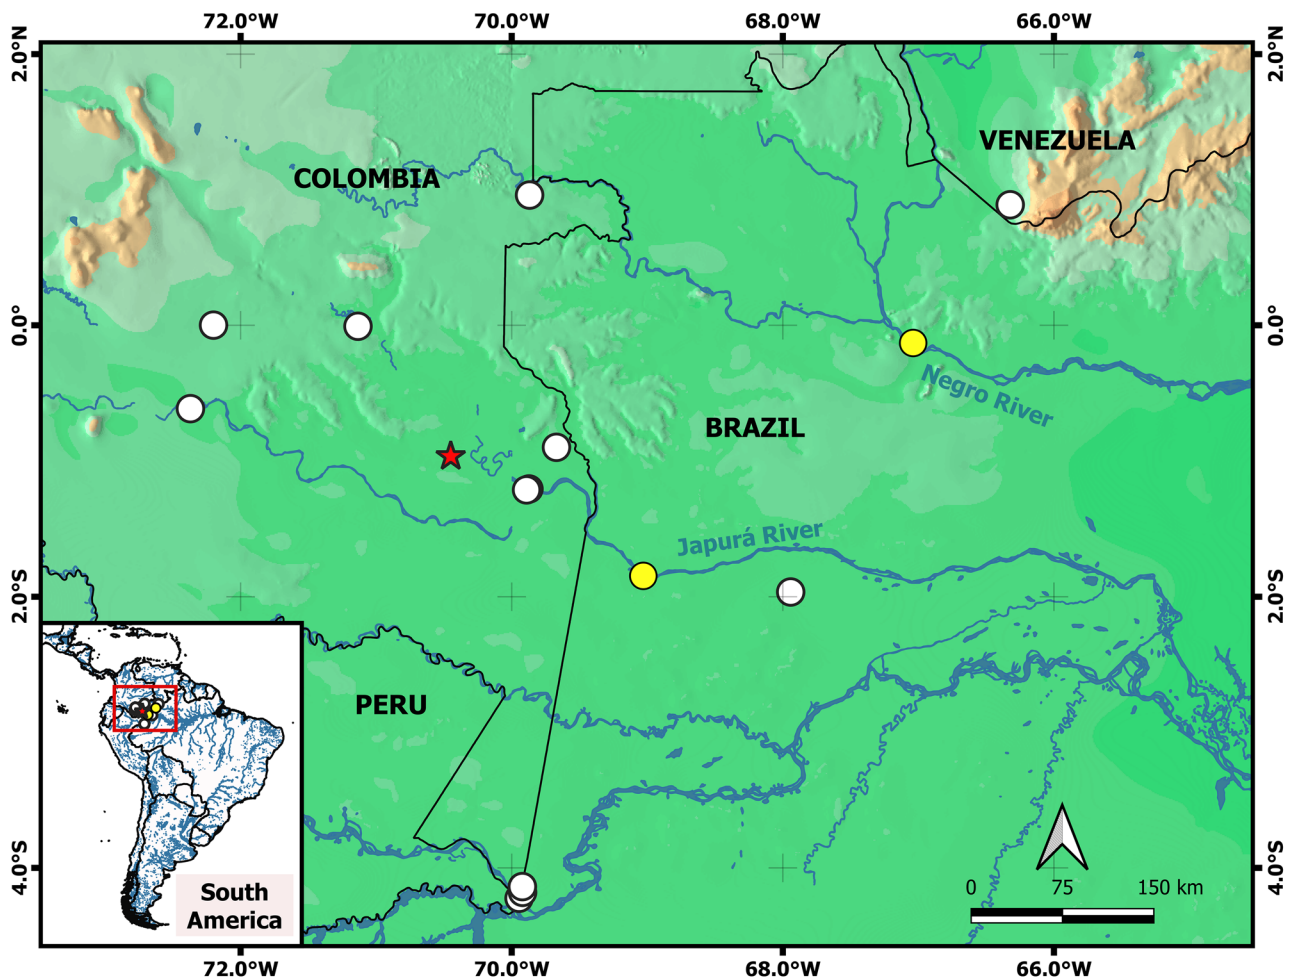 72.0°W 70.0°W 68.0°W 66.0°W
2.0°N 2.0°N
VENEZUELA
COLOMBIA
0.0° 0.0°
Negro River
BRAZIL
Japurá River
2.0°S 2.0°S
PERU
4.0°S 4.0°S
0 75 150 km
South
America
72.0°W 70.0°W 68.0°W 66.0°W